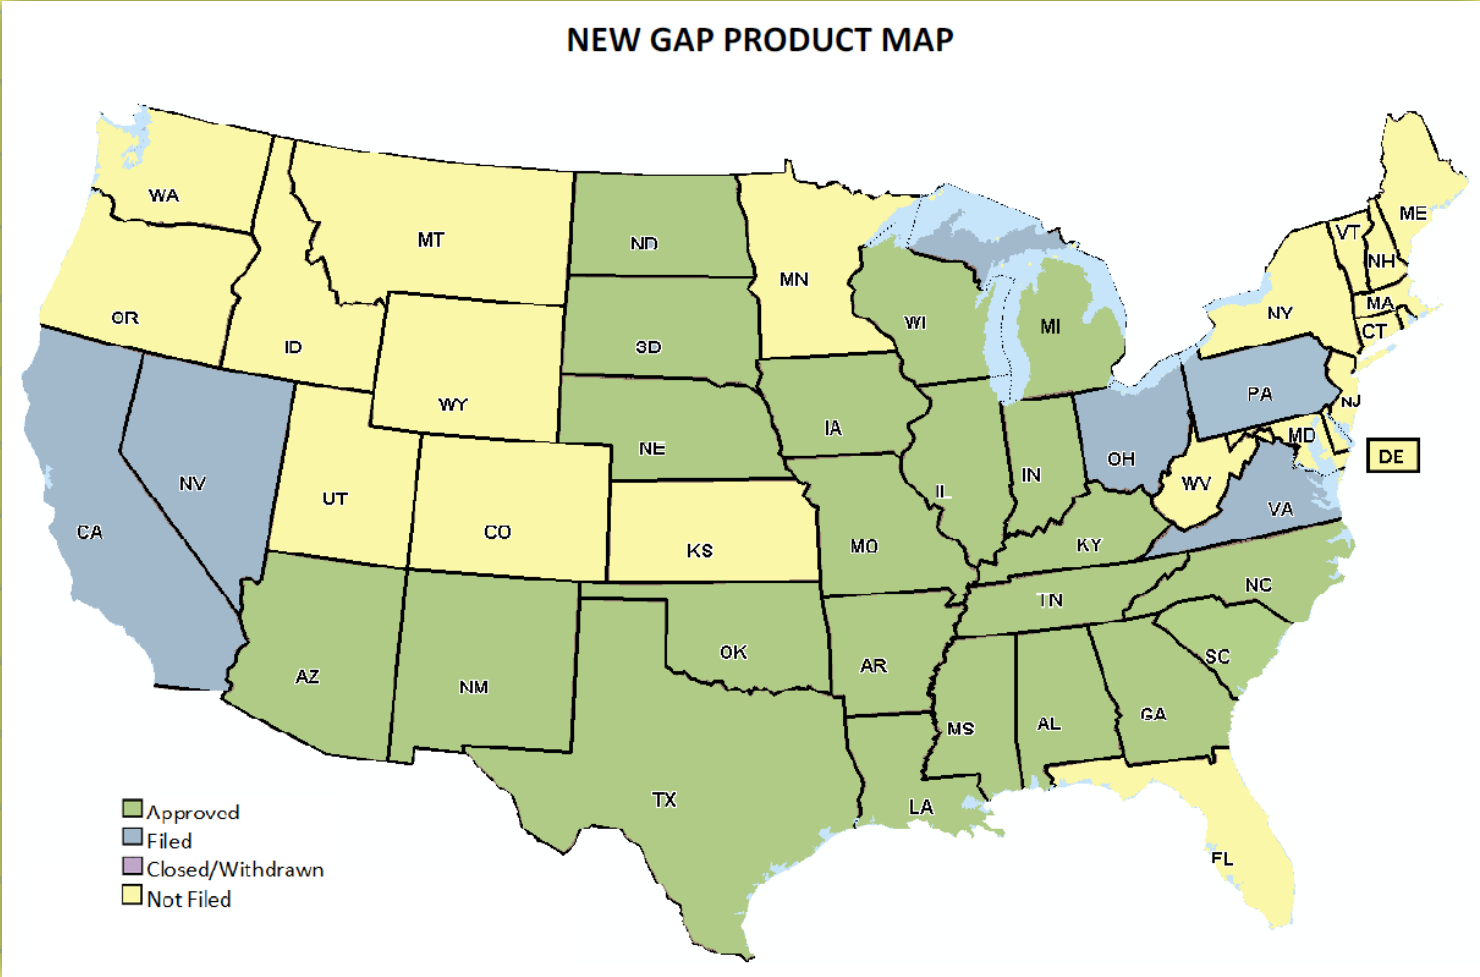 NEW GAP PRODUCT MAP
WA
MT
ND
MN
ME
VT
NH
OR
ID
SD
WI
MI
NY
MA
CT
WY
NE
IA
PA
NJ
NV
UT
CO
KS
IL
IN
OH
WV
MD
DE
CA
MO
KY
VA
AZ
NM
OK
AR
TN
NC
SC
TX
LA
MS
AL
GA
FL
Approved
Filed
Closed/Withdrawn
Not Filed